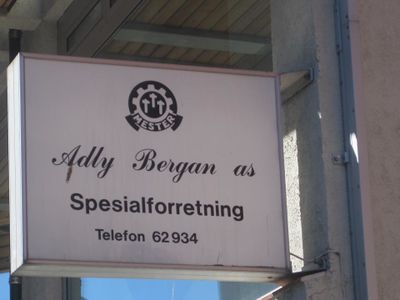 MESTER
Adly Bergan as
Spesialforretning
Telefon 62934